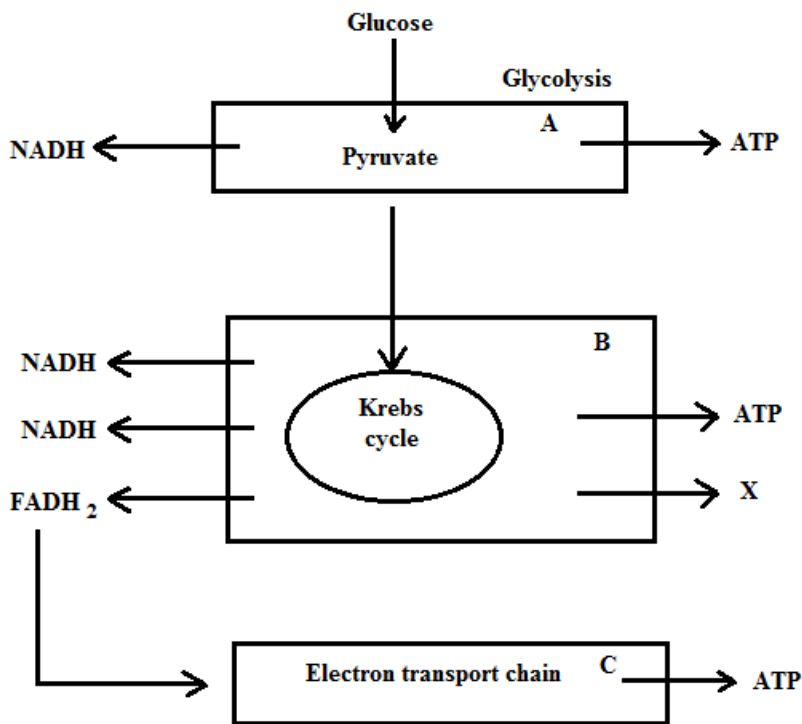 Glucose
Glycolysis
A
NADH
Pyruvate
ATP
B
NADH
Krebs
cycle
NADH
ATP
FADH 2
X
Electron transport chain
C
ATP